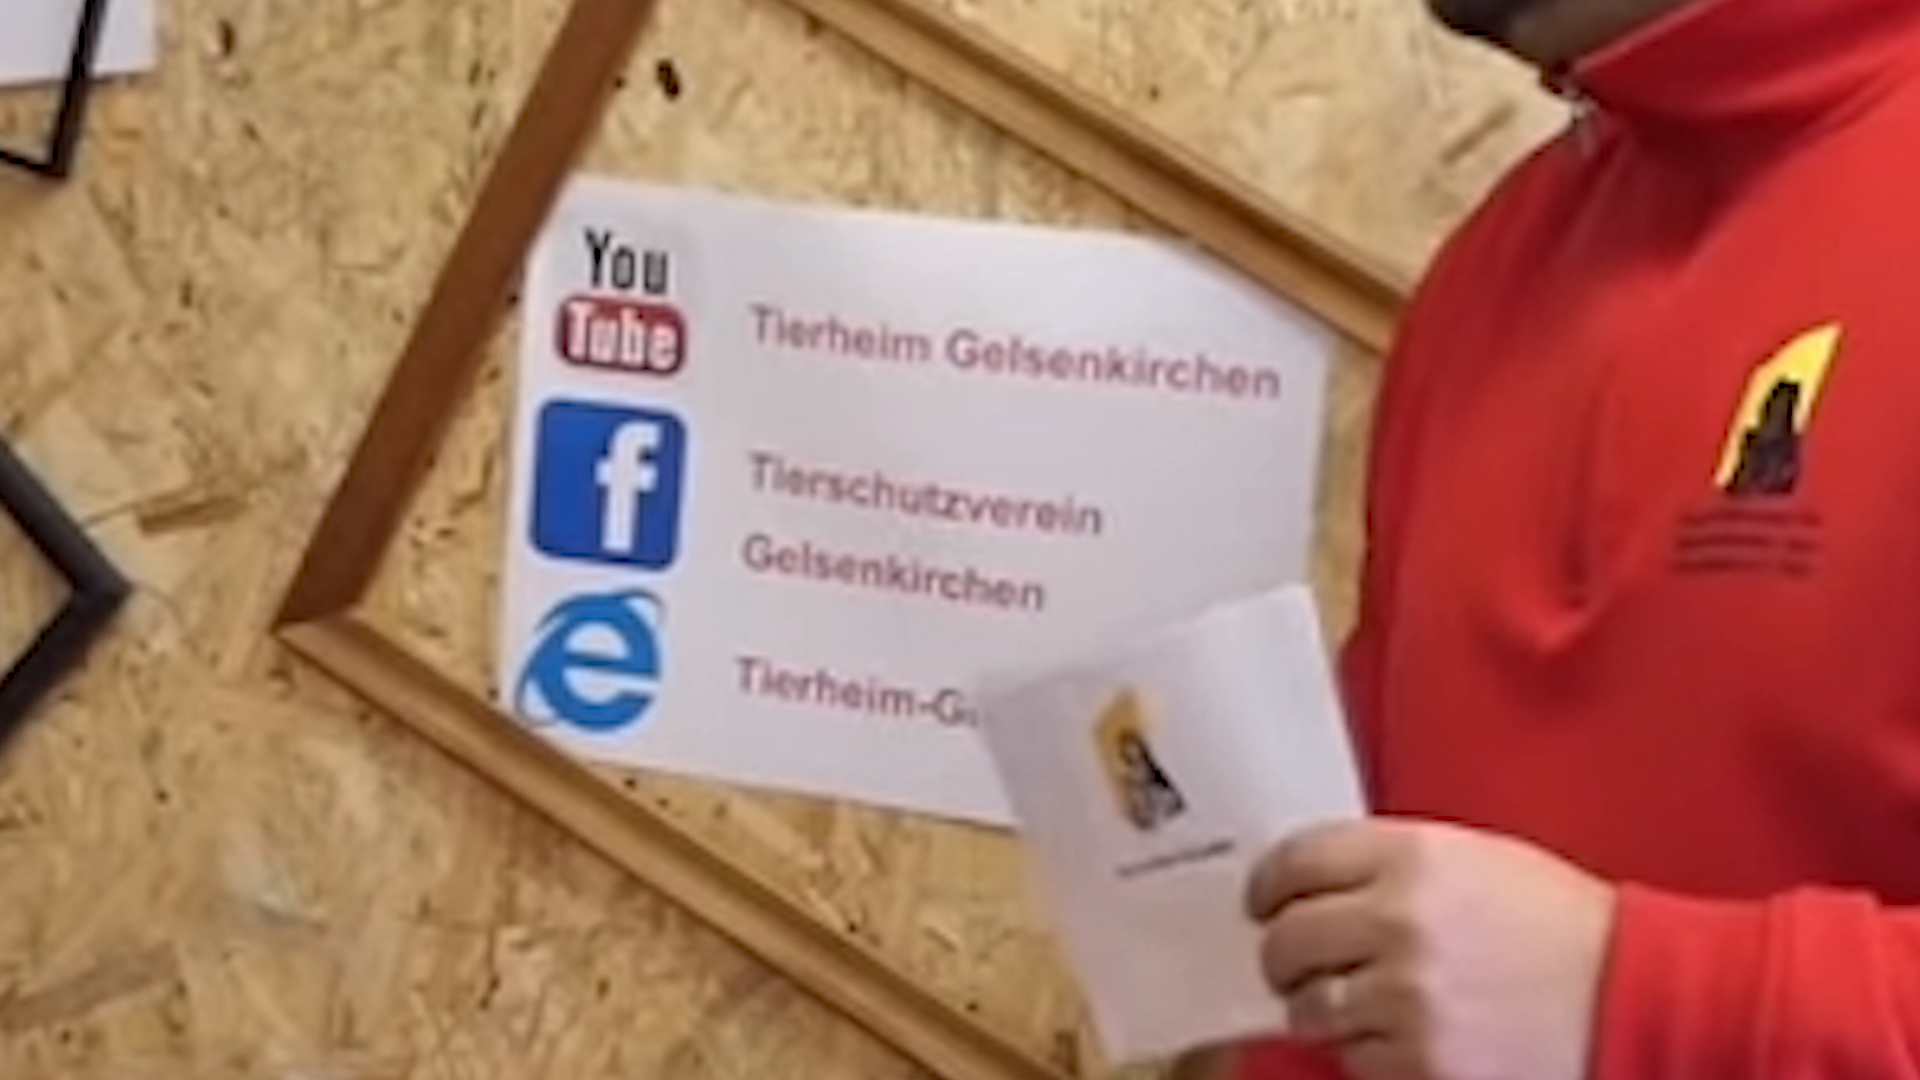 You
Tube
Tierheim Gelsenkirchen
f
Tierschutzverein
Gelsenkirchen
e